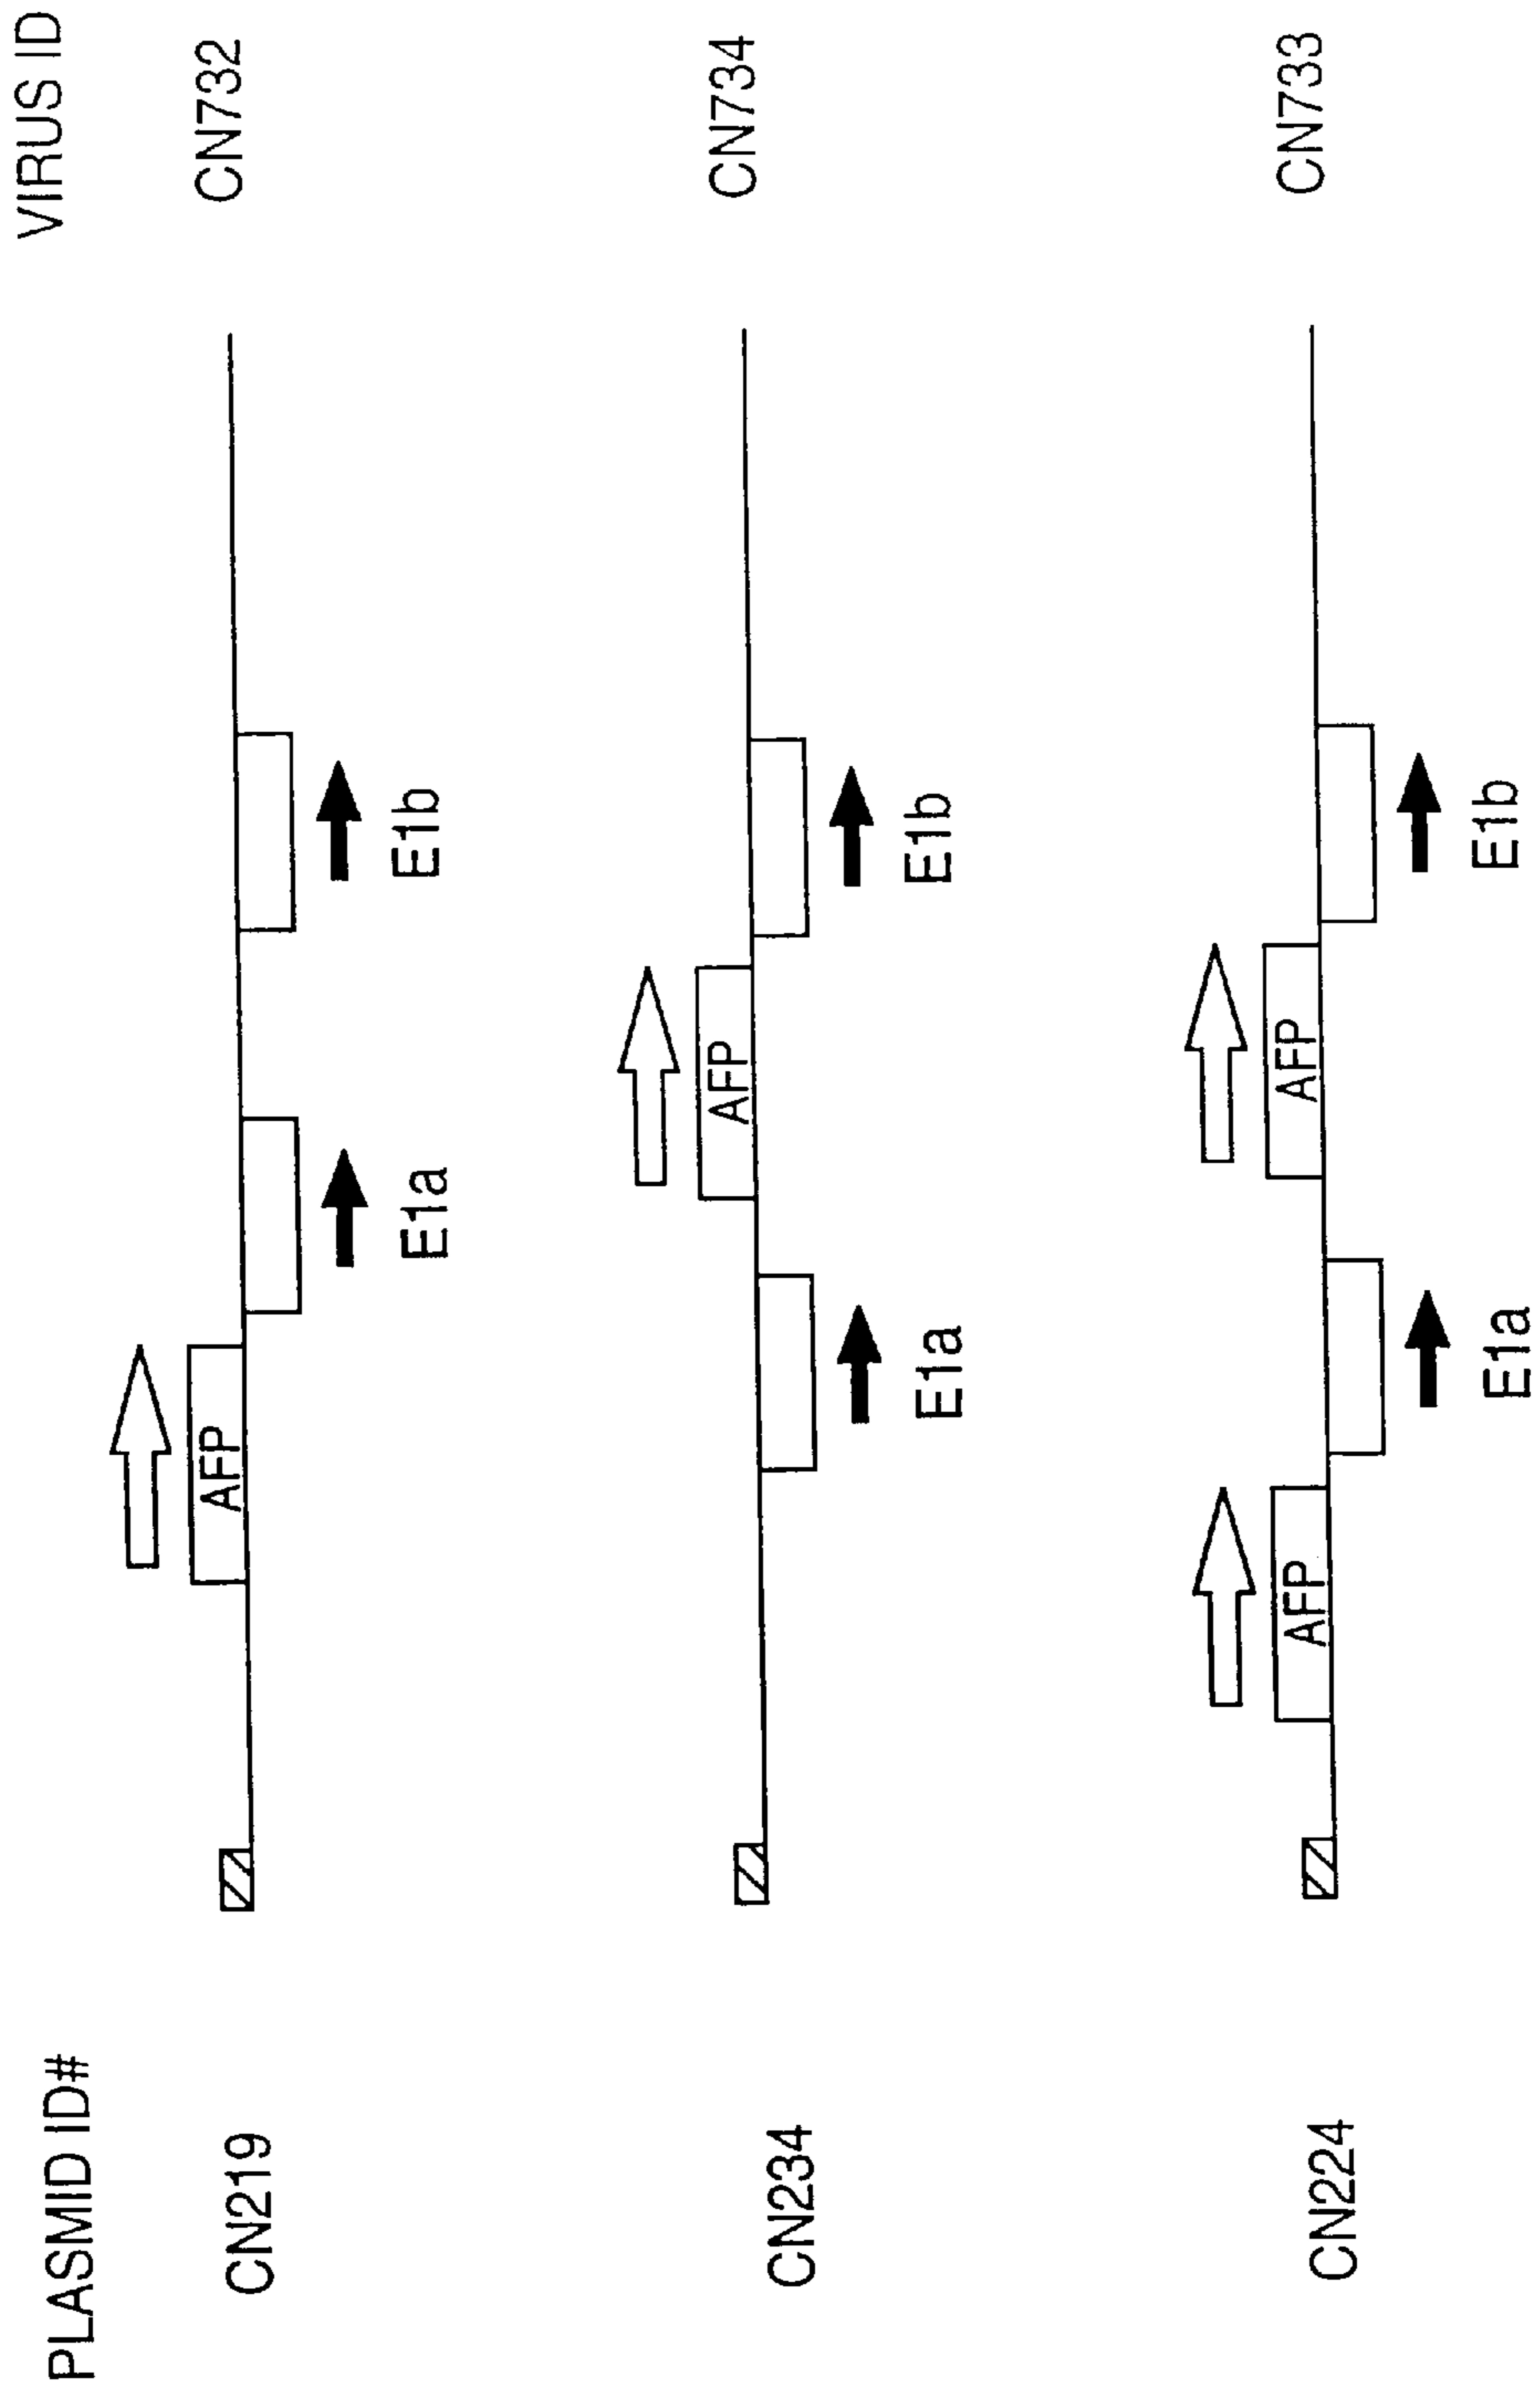 PLASMID ID#
VIRUS ID
CN219
AFP
E1a
E1b
CN732
CN234
E1a
AFP
E1b
CN734
CN224
AFP
E1a
AFP
E1b
CN733